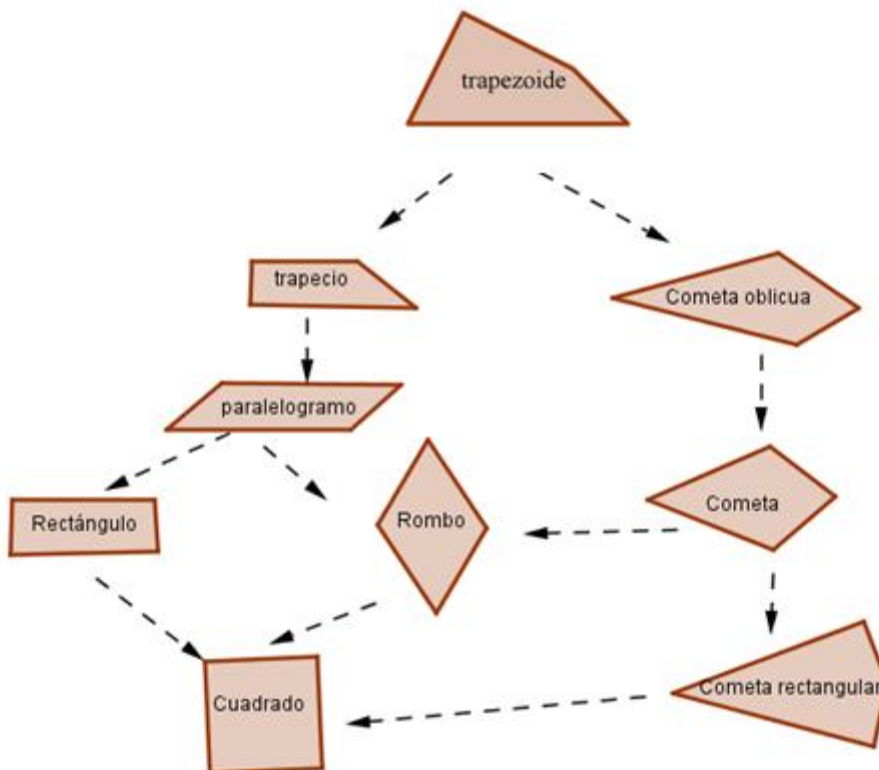 trapezoide
trapecio
Cometa oblicua
paralelogramo
Rectángulo
Rombo
Cometa
Cuadrado
Cometa rectangular